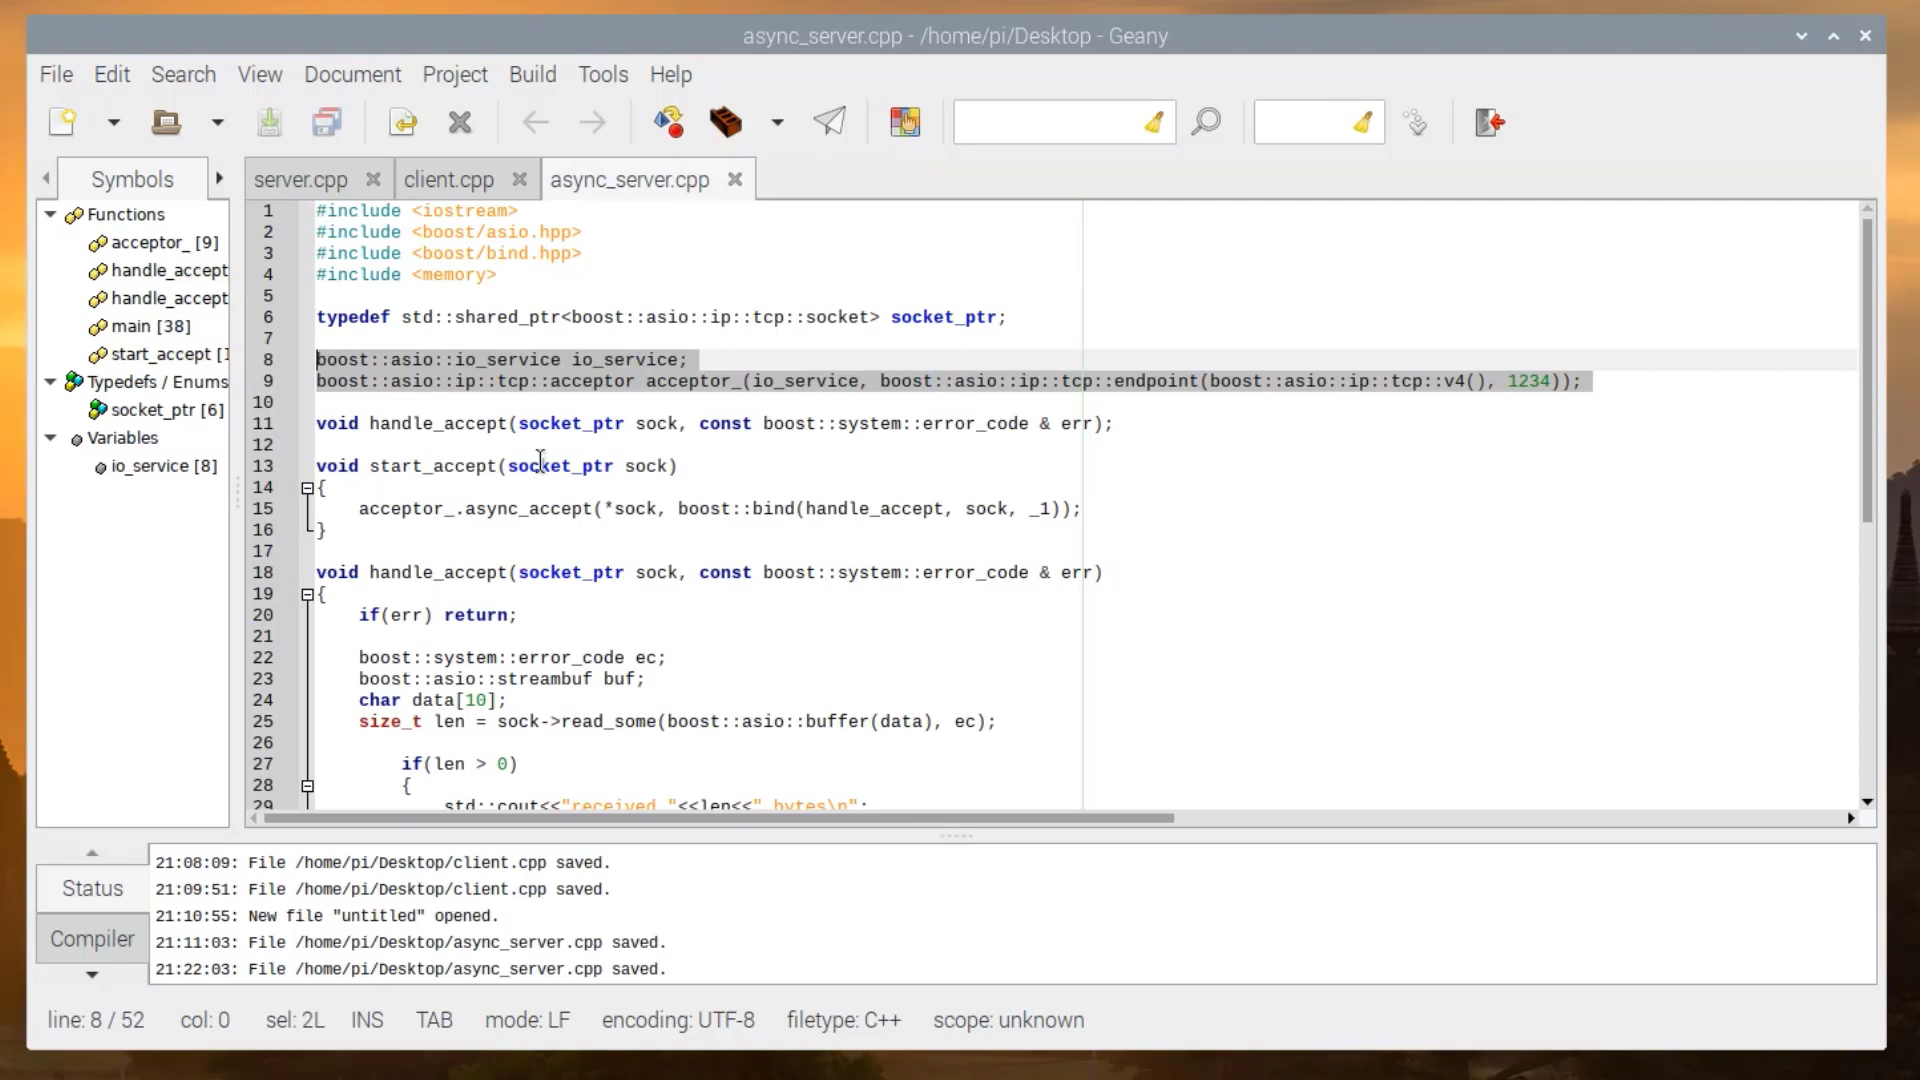 async_server.cpp - /home/pi/Desktop - Geany
File Edit Search View Document Project Build Tools Help
Symbols
server.cpp client.cpp async_server.cpp
Functions
acceptor_ [9]
handle_accept
handle_accept
main [38]
start_accept [1
Typedefs / Enums
socket_ptr [6]
Variables
io_service [8]
1 #include <iostream>
2 #include <boost/asio.hpp>
3 #include <boost/bind.hpp>
4 #include <memory>
5
6 typedef std::shared_ptr<boost::asio::ip::tcp::socket> socket_ptr;
7
8 boost::asio::io_service io_service;
9 boost::asio::ip::tcp::acceptor acceptor_(io_service, boost::asio::ip::tcp::endpoint(boost::asio::ip::tcp::v4(), 1234));
10
11 void handle_accept(socket_ptr sock, const boost::system::error_code & err);
12
13 void start_accept(socket_ptr sock)
14 {
15 acceptor_.async_accept(*sock, boost::bind(handle_accept, sock, _1));
16 }
17
18 void handle_accept(socket_ptr sock, const boost::system::error_code & err)
19 {
20 if(err) return;
21
22 boost::system::error_code ec;
23 boost::asio::streambuf buf;
24 char data[10];
25 size_t len = sock->read_some(boost::asio::buffer(data), ec);
26
27 if(len > 0)
28 {
29 std::cout<<"received "<<len<<" bytes\n";
Status
Compiler
21:08:09: File /home/pi/Desktop/client.cpp saved.
21:09:51: File /home/pi/Desktop/client.cpp saved.
21:10:55: New file "untitled" opened.
21:11:03: File /home/pi/Desktop/async_server.cpp saved.
21:22:03: File /home/pi/Desktop/async_server.cpp saved.
line: 8 / 52 col: 0 sel: 2L INS TAB mode: LF encoding: UTF-8 filetype: C++ scope: unknown